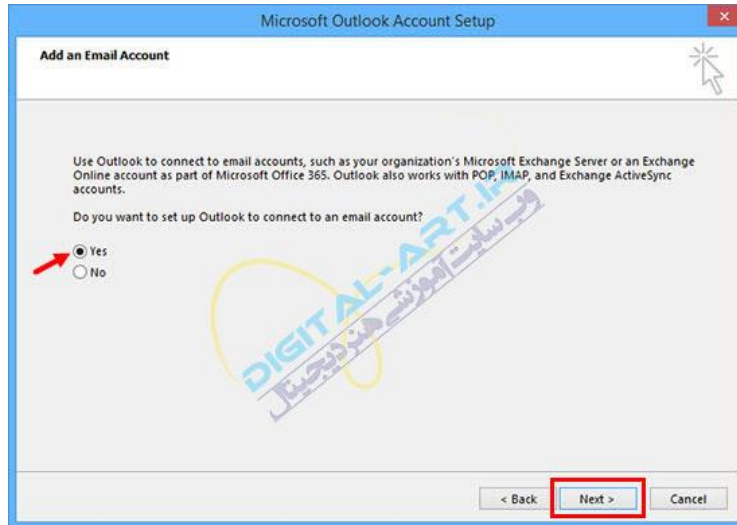 Microsoft Outlook Account Setup
Add an Email Account
Use Outlook to connect to email accounts, such as your organization's Microsoft Exchange Server or an Exchange
Online account as part of Microsoft Office 365. Outlook also works with POP, IMAP, and Exchange ActiveSync
accounts.
Do you want to set up Outlook to connect to an email account?
Yes
No
DIGITAL-ART.IR
وب سایت آموزشی هنر دیجیتال
< Back
Next >
Cancel